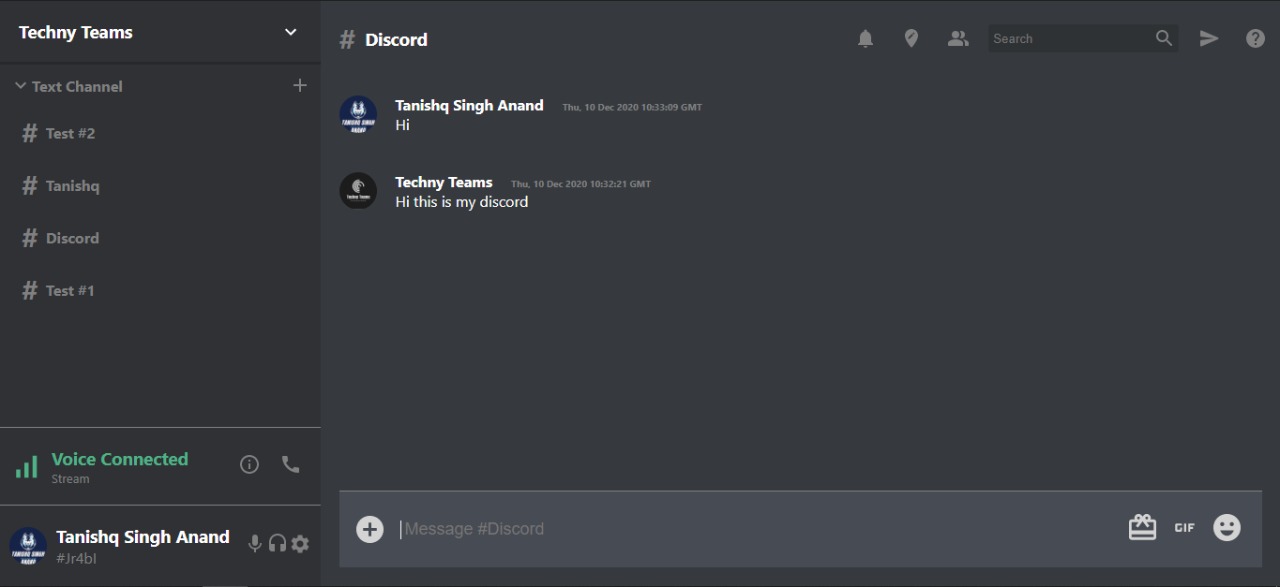 Techny Teams
Text Channel
# Test #2
# Tanishq
# Discord
# Test #1
Voice Connected
Stream
Tanishq Singh Anand
#Jr4bI
# Discord
Search
Tanishq Singh Anand Thu, 10 Dec 2020 10:33:09 GMT
Hi
Techny Teams Thu, 10 Dec 2020 10:32:21 GMT
Hi this is my discord
Message #Discord
GIF